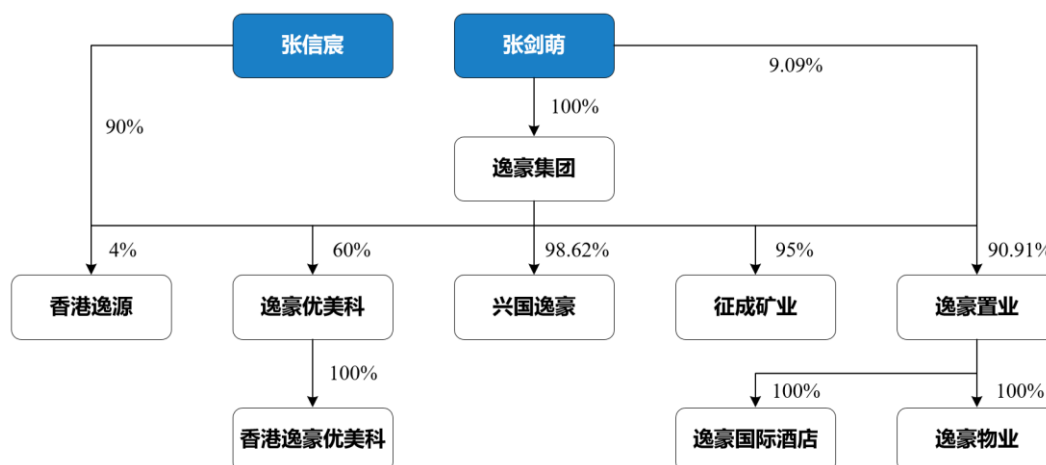 张信宸
张剑萌
9.09%
100%
90%
逸豪集团
4%
60%
98.62%
95%
90.91%
香港逸源
逸豪优美科
兴国逸豪
征成矿业
逸豪置业
100%
100%
100%
香港逸豪优美科
逸豪国际酒店
逸豪物业